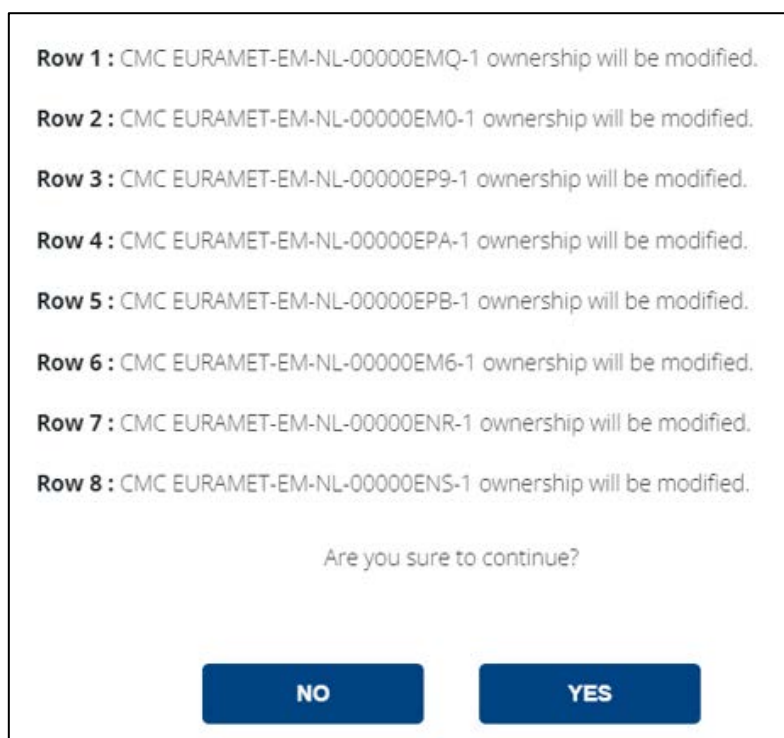 Row 1 : CMC EURAMET-EM-NL-00000EMQ-1 ownership will be modified.
Row 2 : CMC EURAMET-EM-NL-00000EM0-1 ownership will be modified.
Row 3 : CMC EURAMET-EM-NL-00000EP9-1 ownership will be modified.
Row 4 : CMC EURAMET-EM-NL-00000EPA-1 ownership will be modified.
Row 5 : CMC EURAMET-EM-NL-00000EPB-1 ownership will be modified.
Row 6 : CMC EURAMET-EM-NL-00000EM6-1 ownership will be modified.
Row 7 : CMC EURAMET-EM-NL-00000ENR-1 ownership will be modified.
Row 8 : CMC EURAMET-EM-NL-00000ENS-1 ownership will be modified.
Are you sure to continue?
NO YES